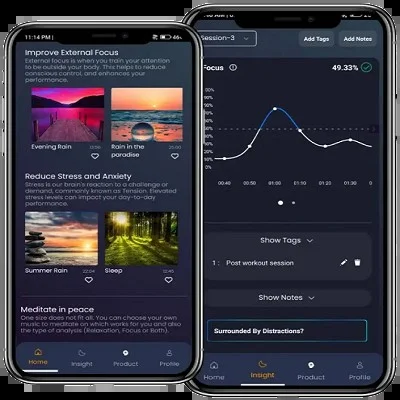 11:14 PM
46
Improve External Focus
External focus is when you train your attention
to be outside your body. This helps to reduce
conscious control, and enhances your
performance.
Evening Rain
Rain in the
paradise
Reduce Stress and Anxiety
Stress is our brain's reaction to a challenge or
demand, commonly known as Tension. Elevated
stress levels can impact your day-to-day
performance.
Summer Rain
Sleep
Meditate in peace
One size does not fit all. You can choose your own
music to meditate on which works for you and also
the type of analysis (Relaxation, Focus or Both).
Home
Insight
Product
Profile
Session-3
Add Tags
Add Notes
Focus
49.33%
90%
80%
70%
60%
50%
40%
30%
20%
10%
0%
00:40
00:50
01:00
01:10
01:20
01:30
0
Show Tags
1 :
Post workout session
Show Notes
Surrounded By Distractions?
Home
Insight
Product
Profile